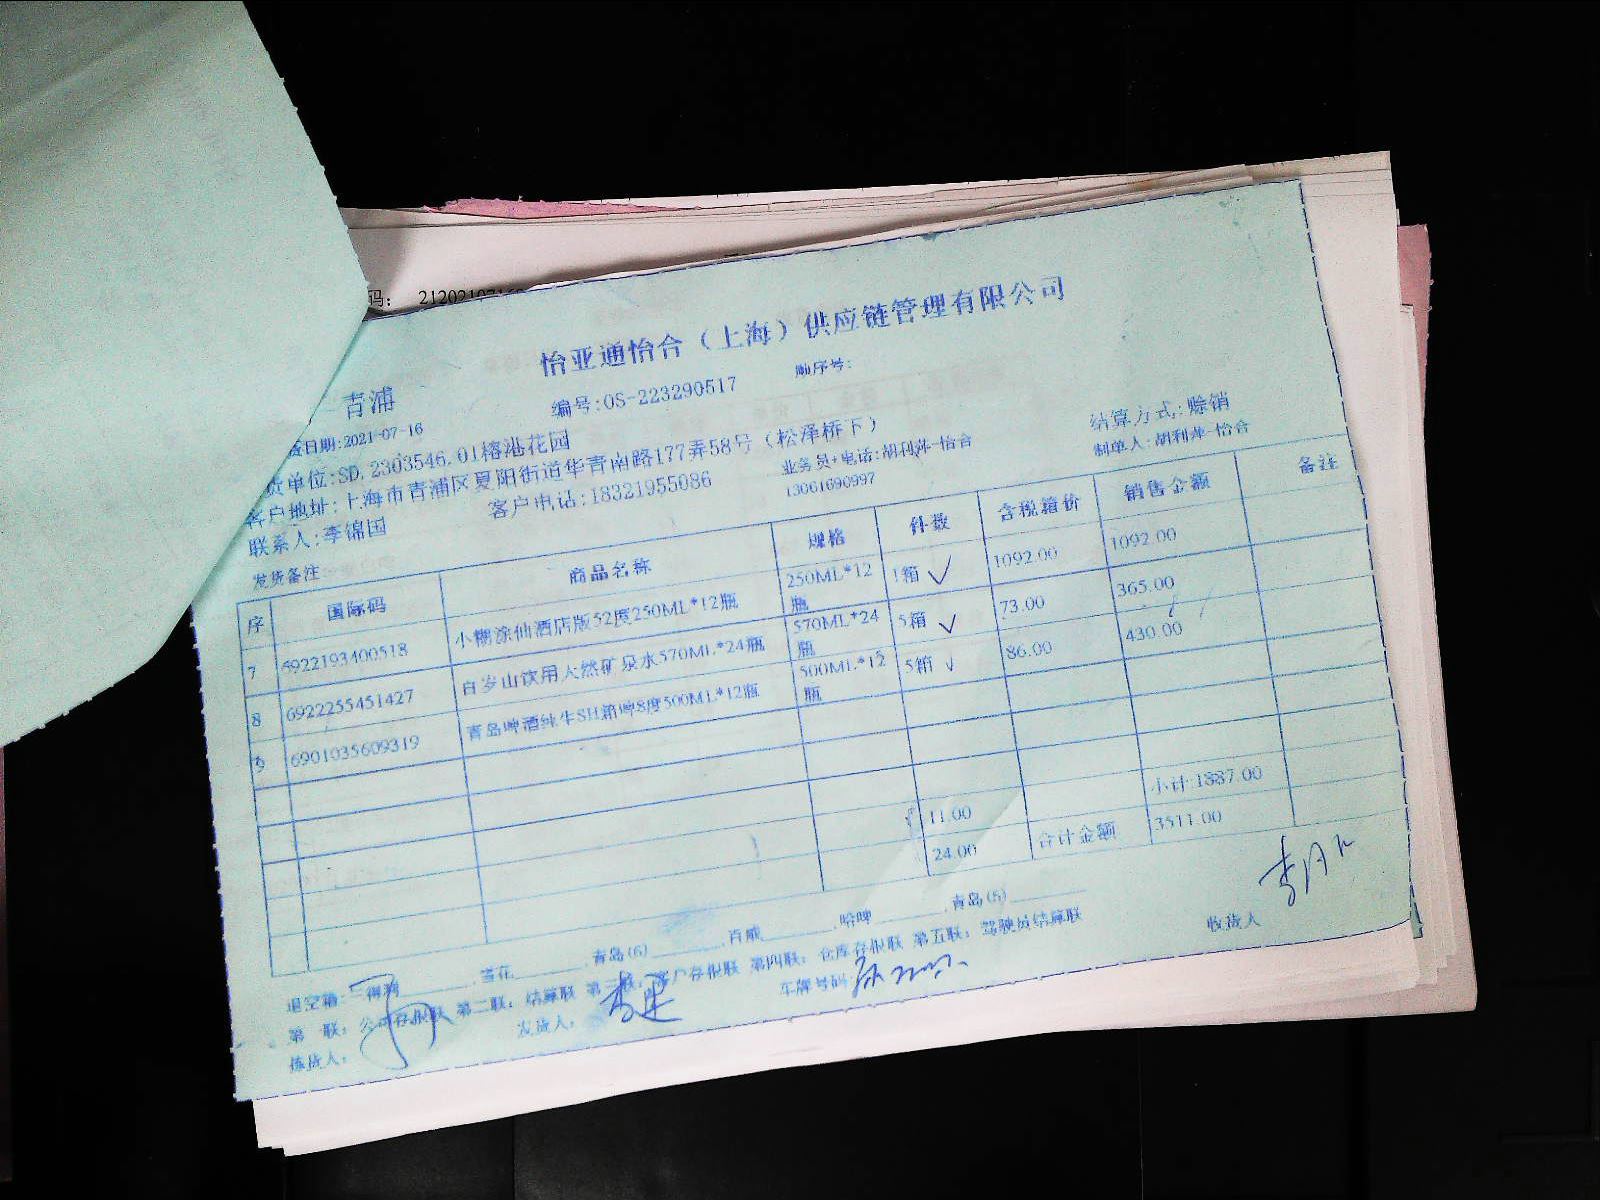 码：
怡亚通怡合（上海）供应链管理有限公司
青浦
编号:OS-223290517
顺序号:
日期:2021-07-16
货单位:SD.2303546.01榕港花园
结算方式:赊销
客户地址:上海市青浦区夏阳街道华青南路177弄58号（松泽桥下）
业务员+电话:胡利萍-怡合
制单人:胡利萍-怡合
联系人:李锦国
客户电话:18321955086
13061690997
发货备注
序 国际码 商品名称 规格 件数 含税箱价 销售金额 备注
7 6922193400518 小糊涂仙酒店版52度250ML*12瓶 250ML*12瓶 1箱 1092.00 1092.00
8 6922255451427 百岁山饮用天然矿泉水570ML*24瓶 570ML*24瓶 5箱 73.00 365.00
9 6901035609319 青岛啤酒纯生SH箱啤8度500ML*12瓶 500ML*12瓶 5箱 86.00 430.00
11.00 小计:1887.00
24.00 合计金额 3511.00
退空箱:三得利 雪花 青岛(6) 百威 哈啤 青岛(5)
第 联：公司存根联 第二联：结算联 第三联：客户存根联 第四联：仓库存根联 第五联：驾驶员结算联
拣货人： 发货人： 车牌号码： 收货人